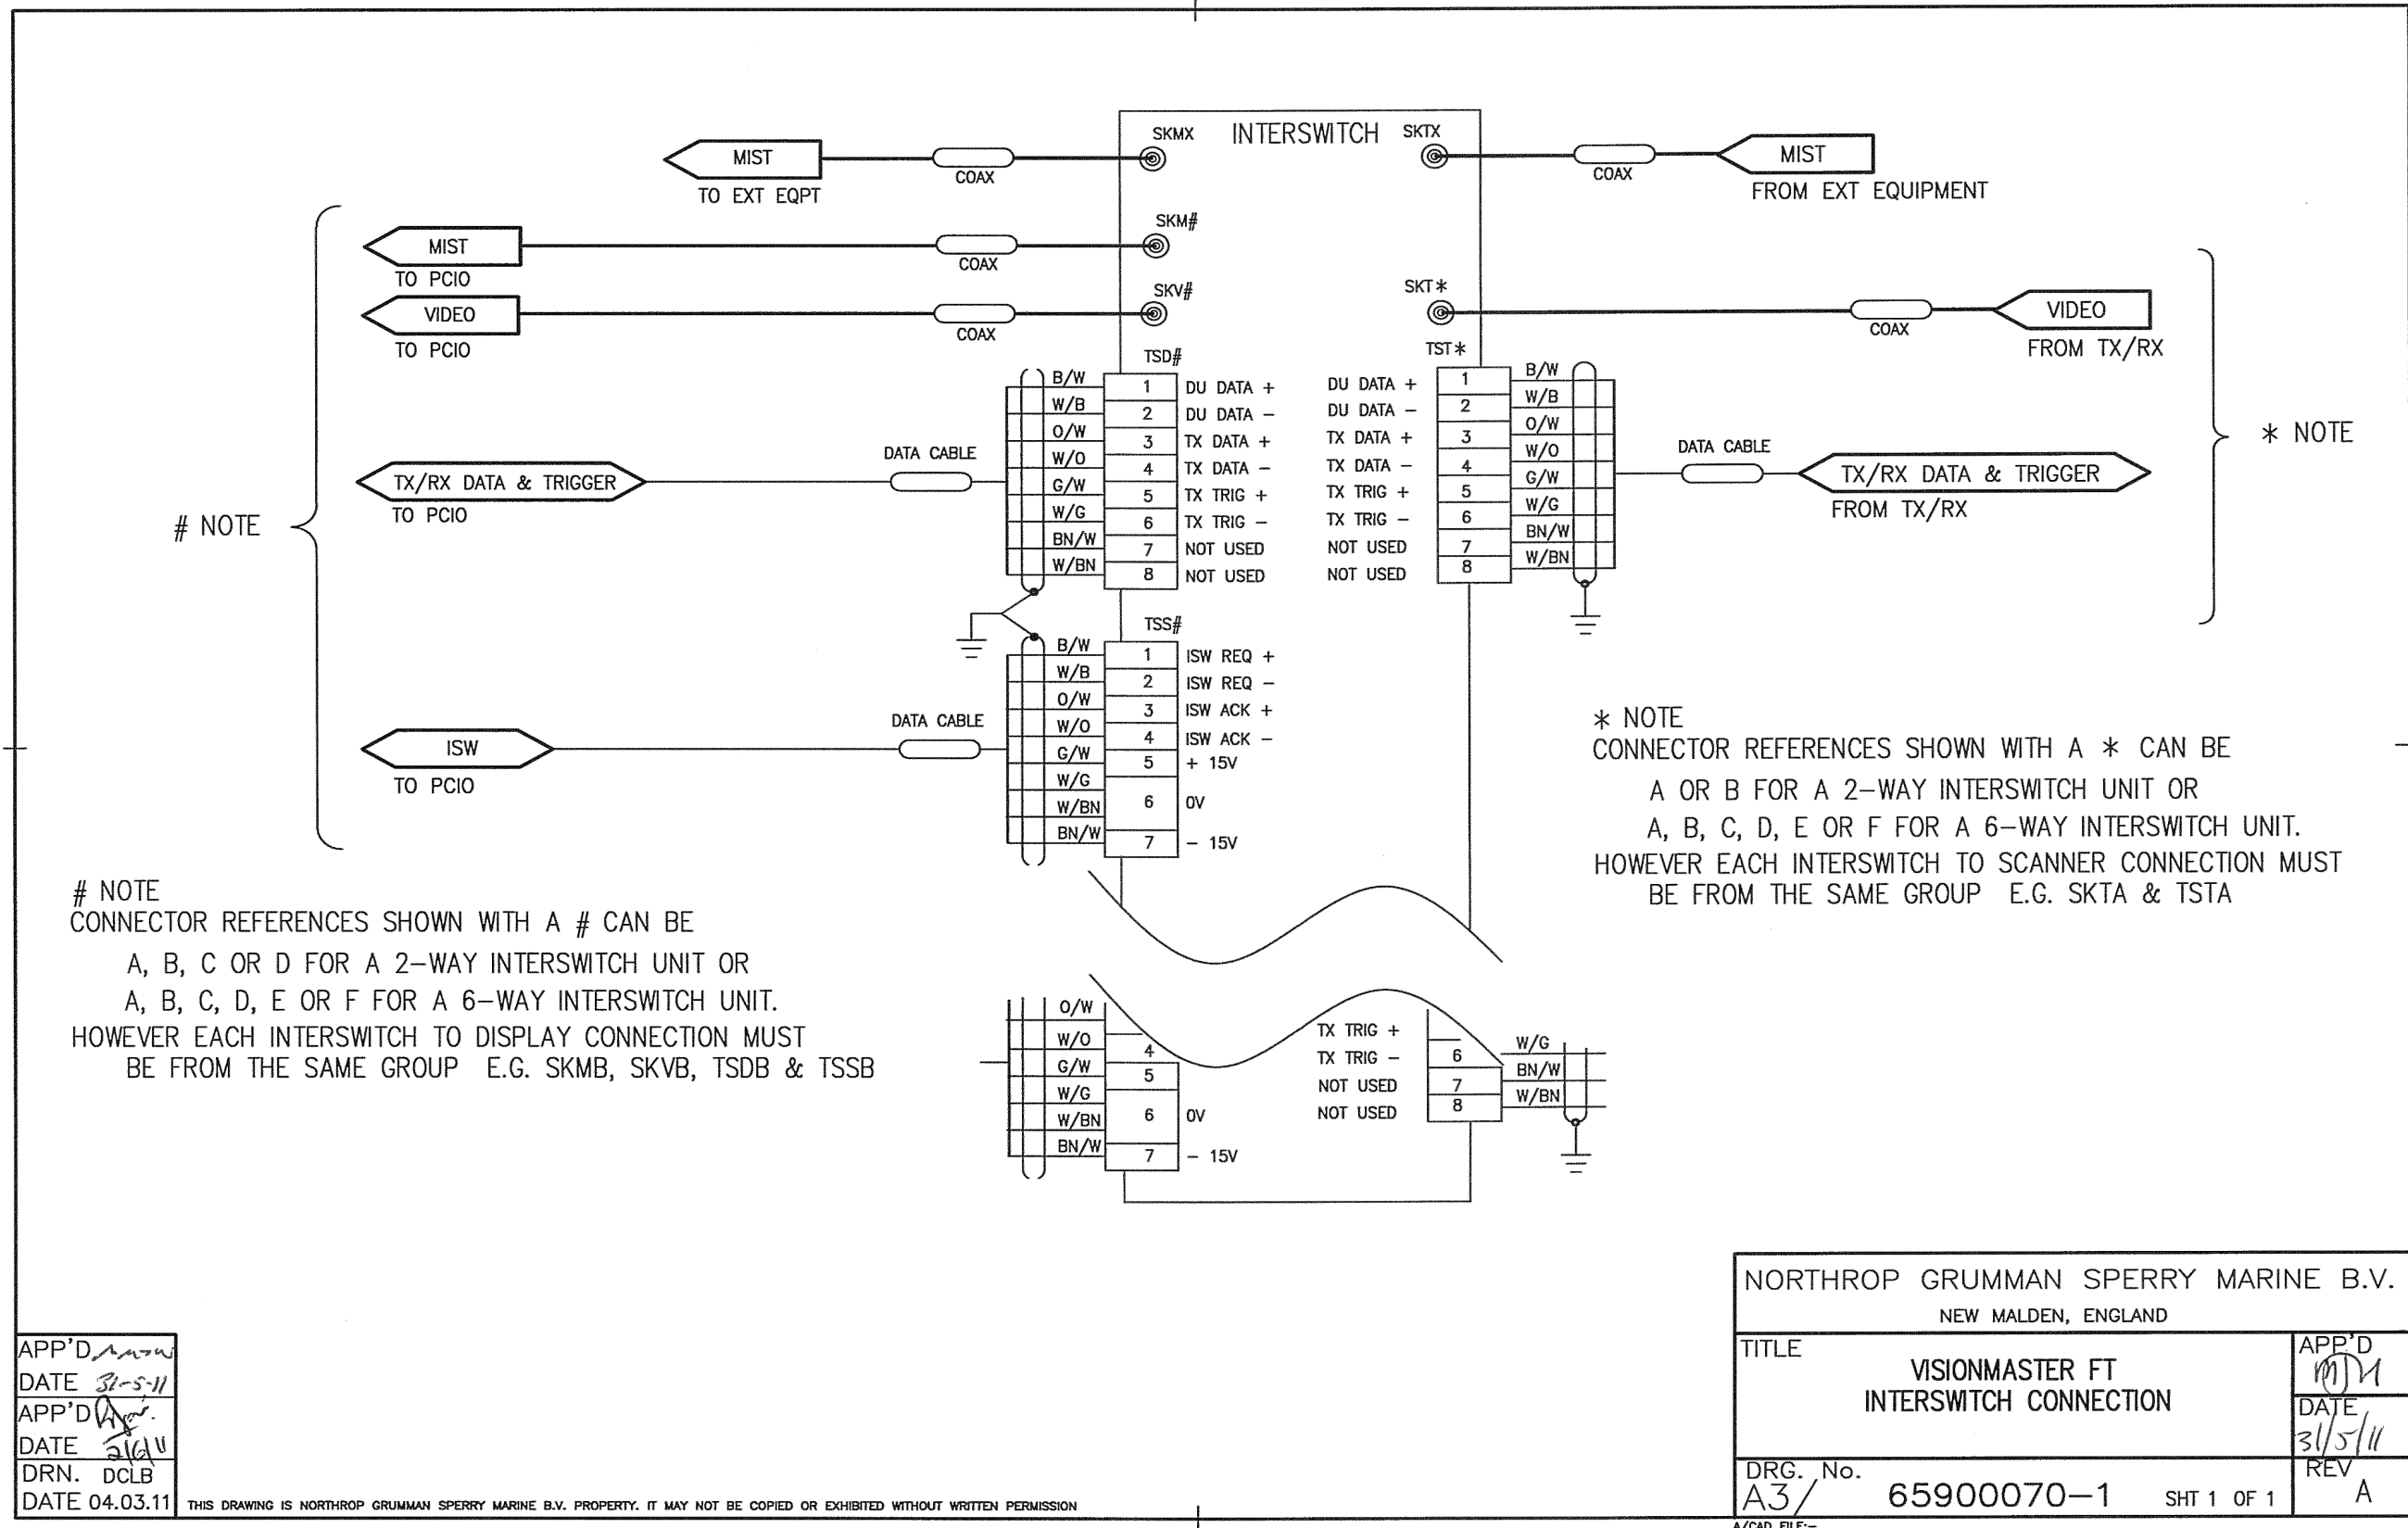 SKMX INTERSWITCH SKTX
MIST
COAX
TO EXT EQPT
MIST
COAX
FROM EXT EQUIPMENT
SKM#
MIST
COAX
TO PCIO
SKV#
VIDEO
COAX
TO PCIO
SKT*
VIDEO
COAX
FROM TX/RX
TSD#
B/W 1 DU DATA +
W/B 2 DU DATA –
O/W 3 TX DATA +
W/O 4 TX DATA –
G/W 5 TX TRIG +
W/G 6 TX TRIG –
BN/W 7 NOT USED
W/BN 8 NOT USED
DATA CABLE
TX/RX DATA & TRIGGER
TO PCIO
# NOTE
TST*
DU DATA + 1 B/W
DU DATA – 2 W/B
TX DATA + 3 O/W
TX DATA – 4 W/O
TX TRIG + 5 G/W
TX TRIG – 6 W/G
NOT USED 7 BN/W
NOT USED 8 W/BN
DATA CABLE
TX/RX DATA & TRIGGER
FROM TX/RX
* NOTE
TSS#
B/W 1 ISW REQ +
W/B 2 ISW REQ –
O/W 3 ISW ACK +
W/O 4 ISW ACK –
G/W 5 + 15V
W/G
6 0V
W/BN
BN/W 7 – 15V
DATA CABLE
ISW
TO PCIO
* NOTE
CONNECTOR REFERENCES SHOWN WITH A * CAN BE
A OR B FOR A 2–WAY INTERSWITCH UNIT OR
A, B, C, D, E OR F FOR A 6–WAY INTERSWITCH UNIT.
HOWEVER EACH INTERSWITCH TO SCANNER CONNECTION MUST
BE FROM THE SAME GROUP E.G. SKTA & TSTA
# NOTE
CONNECTOR REFERENCES SHOWN WITH A # CAN BE
A, B, C OR D FOR A 2–WAY INTERSWITCH UNIT OR
A, B, C, D, E OR F FOR A 6–WAY INTERSWITCH UNIT.
HOWEVER EACH INTERSWITCH TO DISPLAY CONNECTION MUST
BE FROM THE SAME GROUP E.G. SKMB, SKVB, TSDB & TSSB
O/W
W/O 4
G/W 5
W/G
6 0V
W/BN
BN/W 7 – 15V
TX TRIG +
TX TRIG – 6 W/G
NOT USED 7 BN/W
NOT USED 8 W/BN
NORTHROP GRUMMAN SPERRY MARINE B.V.
NEW MALDEN, ENGLAND
TITLE
VISIONMASTER FT
INTERSWITCH CONNECTION
APP'D
DATE
31/5/11
DRG. No.
A3/ 65900070–1 SHT 1 OF 1
REV
A
A/CAD FILE:–
APP'D
DATE 31-5-11
APP'D
DATE 2/6/11
DRN. DCLB
DATE 04.03.11
THIS DRAWING IS NORTHROP GRUMMAN SPERRY MARINE B.V. PROPERTY. IT MAY NOT BE COPIED OR EXHIBITED WITHOUT WRITTEN PERMISSION